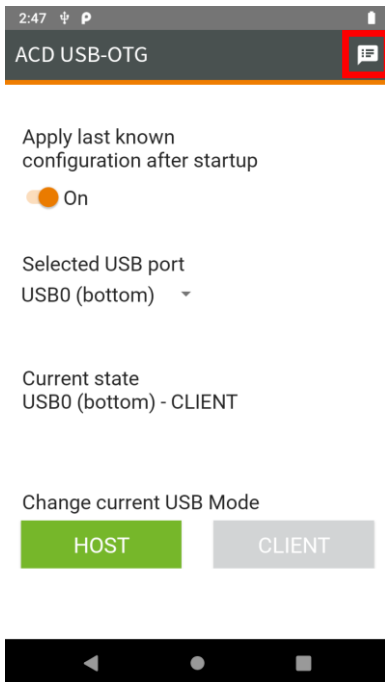 2:47
ACD USB-OTG
Apply last known
configuration after startup
On
Selected USB port
USB0 (bottom)
Current state
USB0 (bottom) - CLIENT
Change current USB Mode
HOST CLIENT